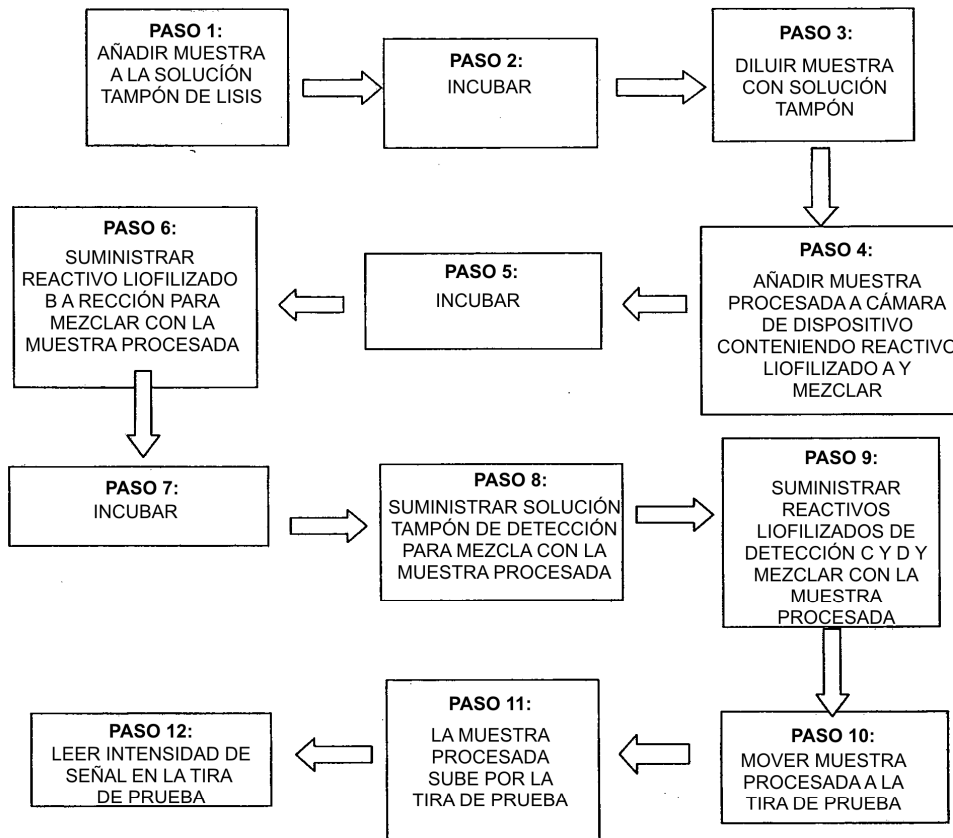 PASO 1:
AÑADIR MUESTRA
A LA SOLUCÍÓN
TAMPÓN DE LISIS
PASO 2:
INCUBAR
PASO 3:
DILUIR MUESTRA
CON SOLUCIÓN
TAMPÓN
PASO 4:
AÑADIR MUESTRA
PROCESADA A CÁMARA
DE DISPOSITIVO
CONTENIENDO REACTIVO
LIOFILIZADO A Y
MEZCLAR
PASO 5:
INCUBAR
PASO 6:
SUMINISTRAR
REACTIVO LIOFILIZADO
B A RECCIÓN PARA
MEZCLAR CON LA
MUESTRA PROCESADA
PASO 7:
INCUBAR
PASO 8:
SUMINISTRAR SOLUCIÓN
TAMPÓN DE DETECCIÓN
PARA MEZCLA CON LA
MUESTRA PROCESADA
PASO 9:
SUMINISTRAR
REACTIVOS
LIOFILIZADOS DE
DETECCIÓN C Y D Y
MEZCLAR CON LA
MUESTRA
PROCESADA
PASO 10:
MOVER MUESTRA
PROCESADA A LA
TIRA DE PRUEBA
PASO 11:
LA MUESTRA
PROCESADA
SUBE POR LA
TIRA DE PRUEBA
PASO 12:
LEER INTENSIDAD DE
SEÑAL EN LA TIRA
DE PRUEBA